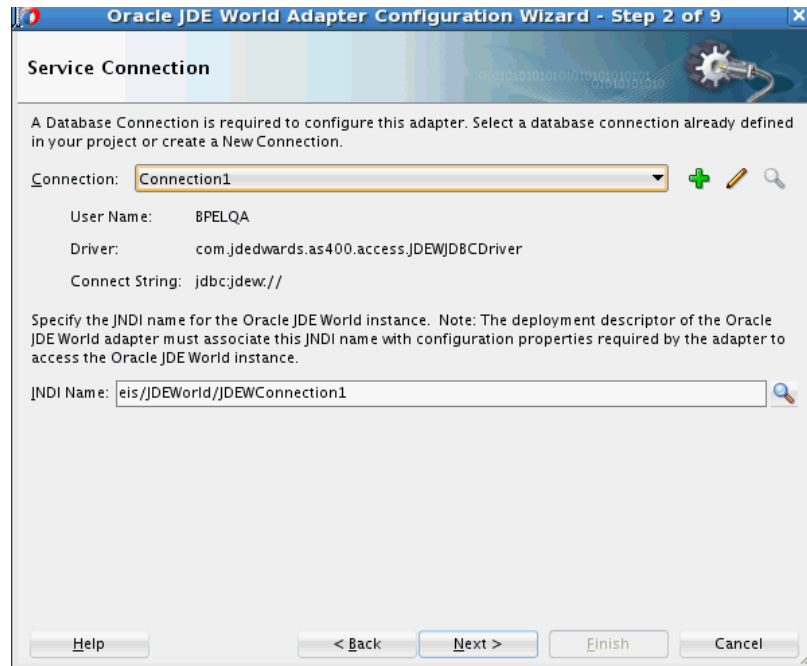 Oracle JDE World Adapter Configuration Wizard - Step 2 of 9
Service Connection
A Database Connection is required to configure this adapter. Select a database connection already defined
in your project or create a New Connection.
Connection: Connection1
User Name: BPELQA
Driver: com.jdedwards.as400.access.JDEWJDBCDriver
Connect String: jdbc:jdew://
Specify the JNDI name for the Oracle JDE World instance. Note: The deployment descriptor of the Oracle
JDE World adapter must associate this JNDI name with configuration properties required by the adapter to
access the Oracle JDE World instance.
JNDI Name: eis/JDEWorld/JDEWConnection1
Help < Back Next > Finish Cancel